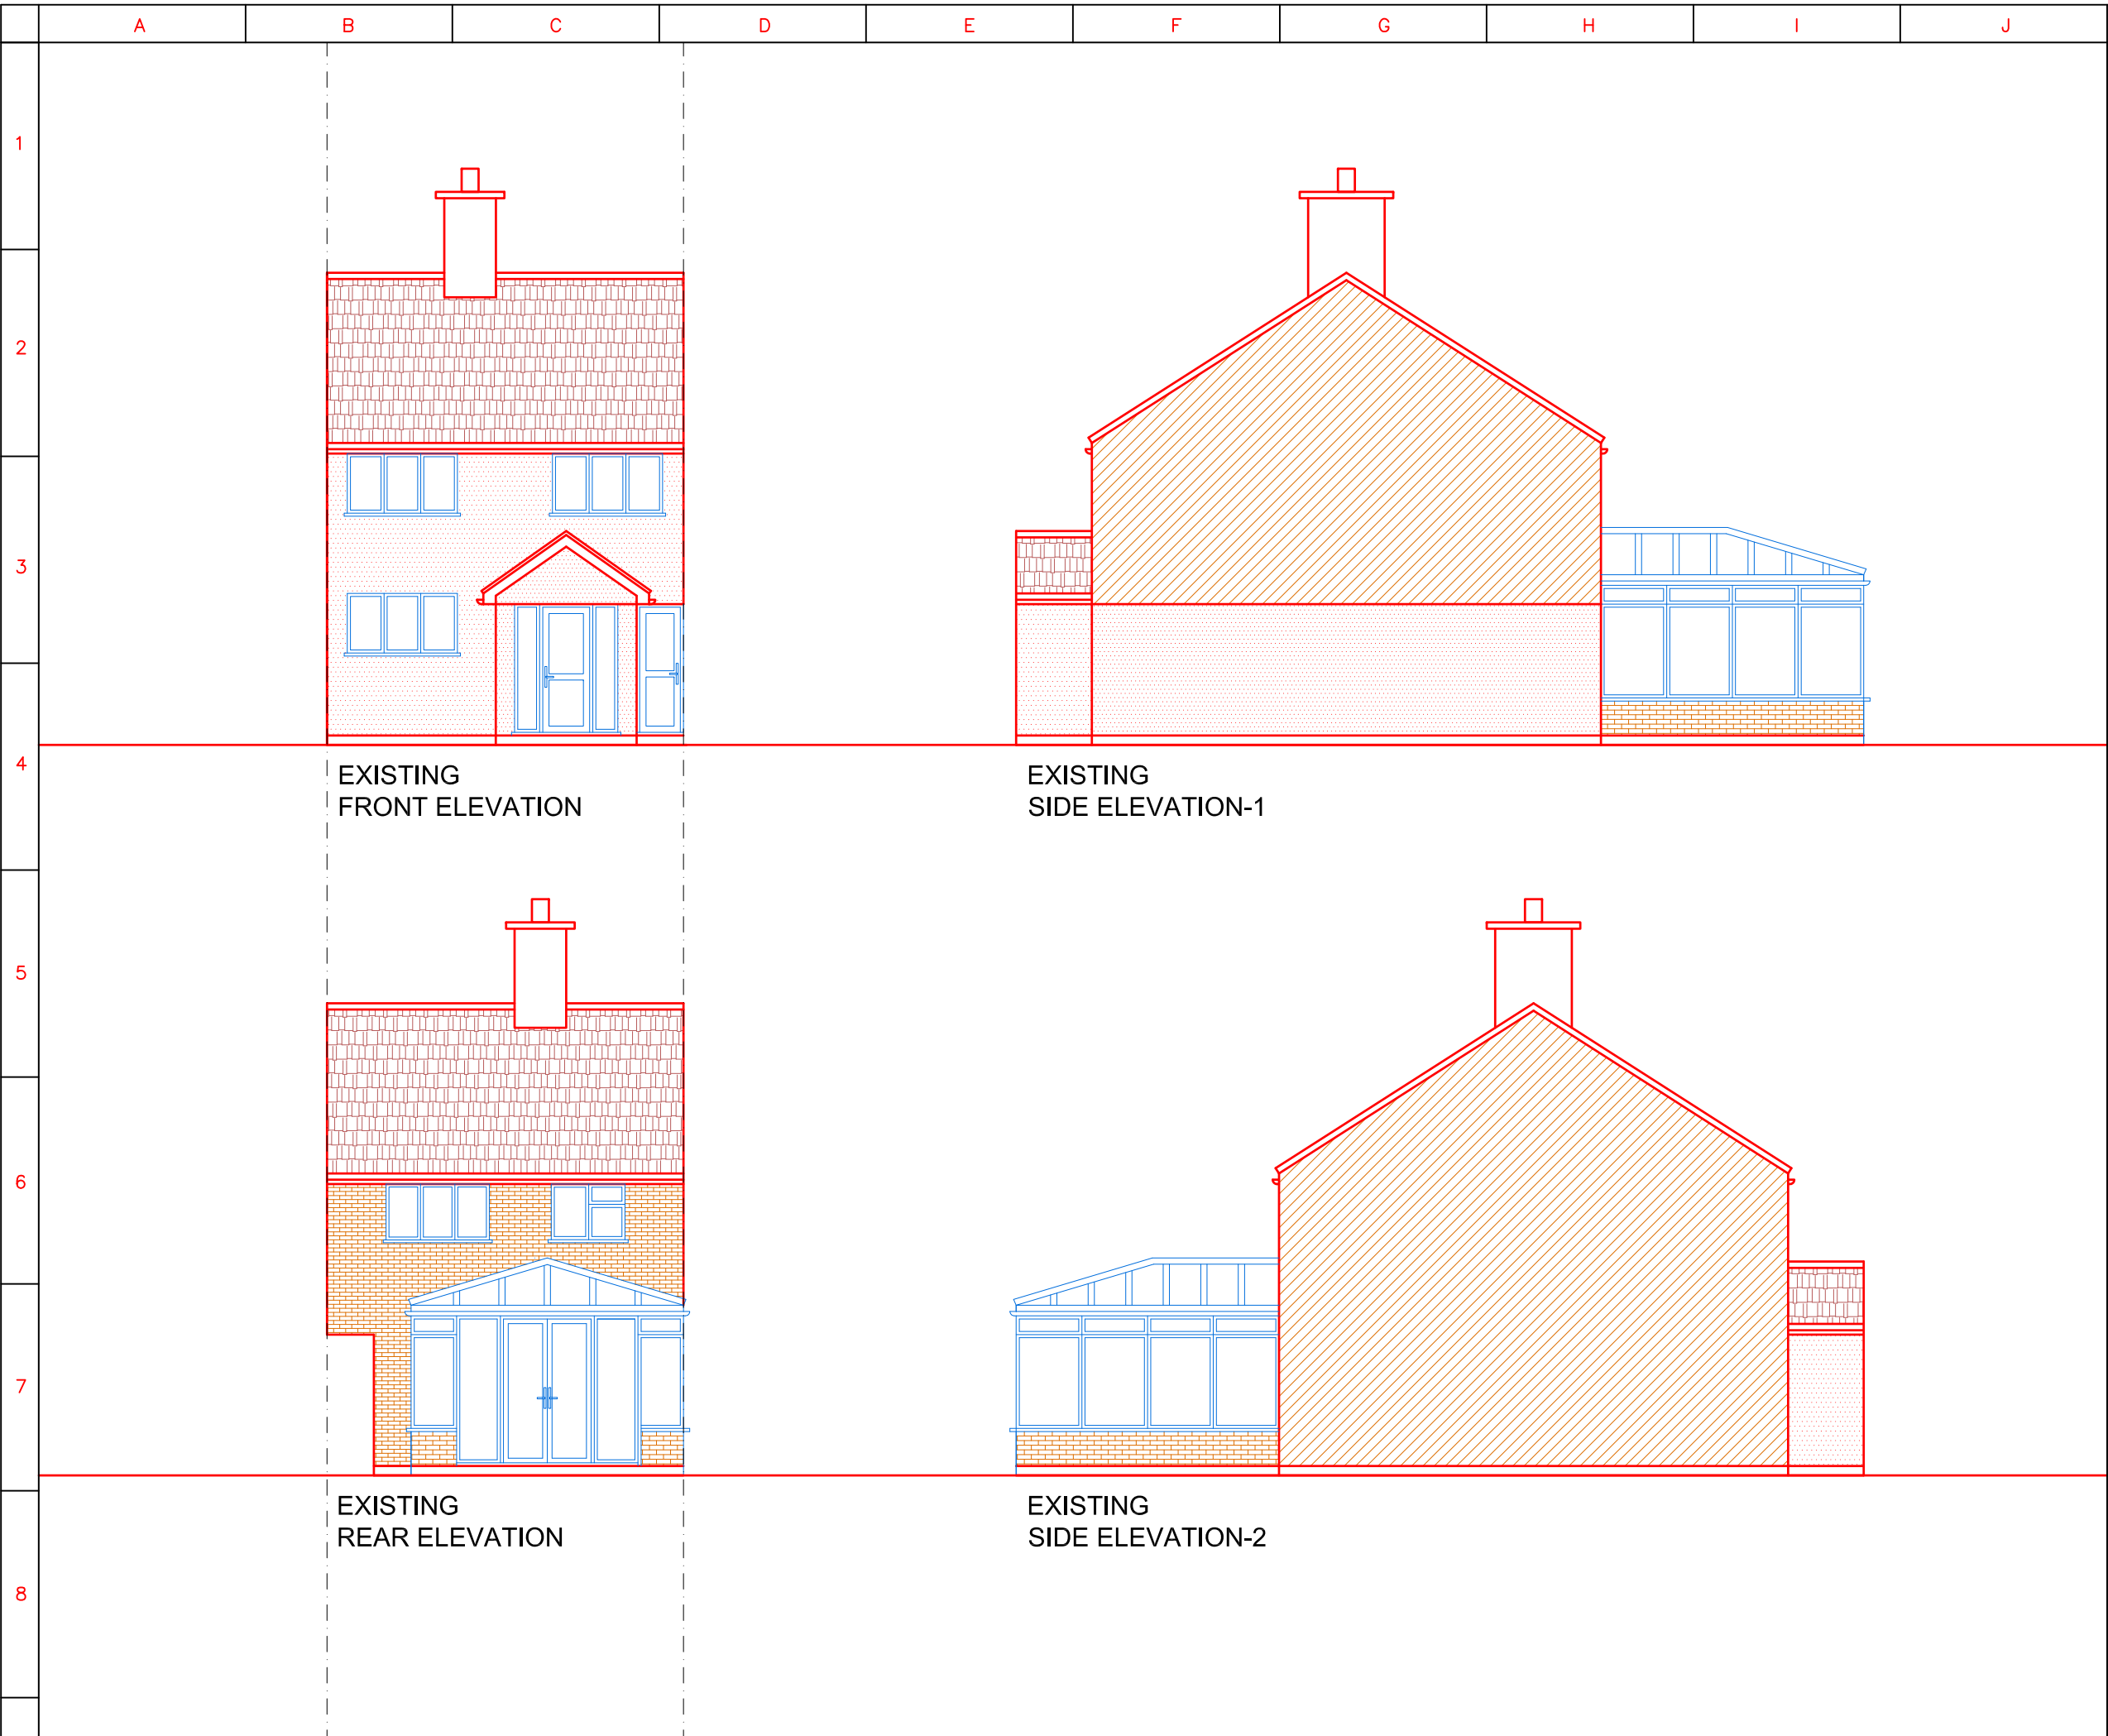 A B C D E F G H I J
1
2
3
4
EXISTING
FRONT ELEVATION
EXISTING
SIDE ELEVATION-1
5
6
7
EXISTING
REAR ELEVATION
EXISTING
SIDE ELEVATION-2
8